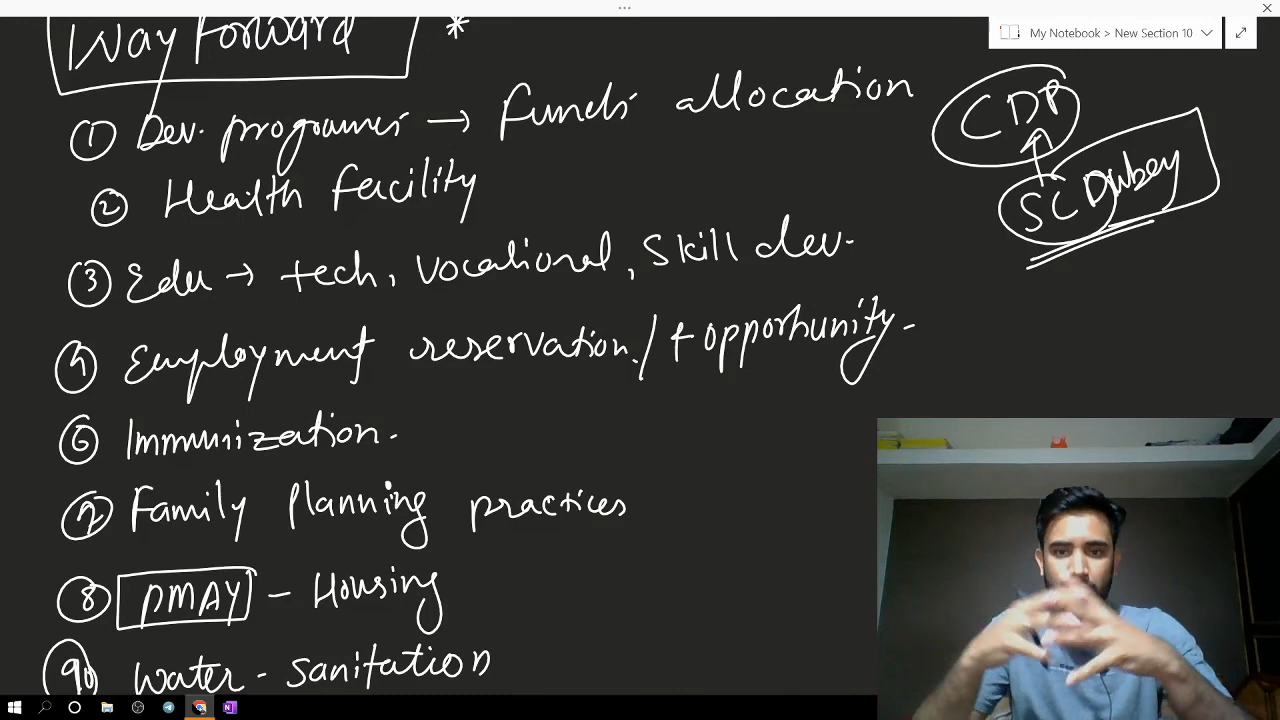 My Notebook > New Section 10
Way Forward *
① Dev. programes → Funds allocation
② Health Facility
③ Edu → tech, Vocational, Skill dev.
④ Employment reservation./ ↑ opportunity.
⑥ Immunization.
⑦ Family Planning practices
⑧ PMAY - Housing
Water - sanitation
CDP
SC Dubey